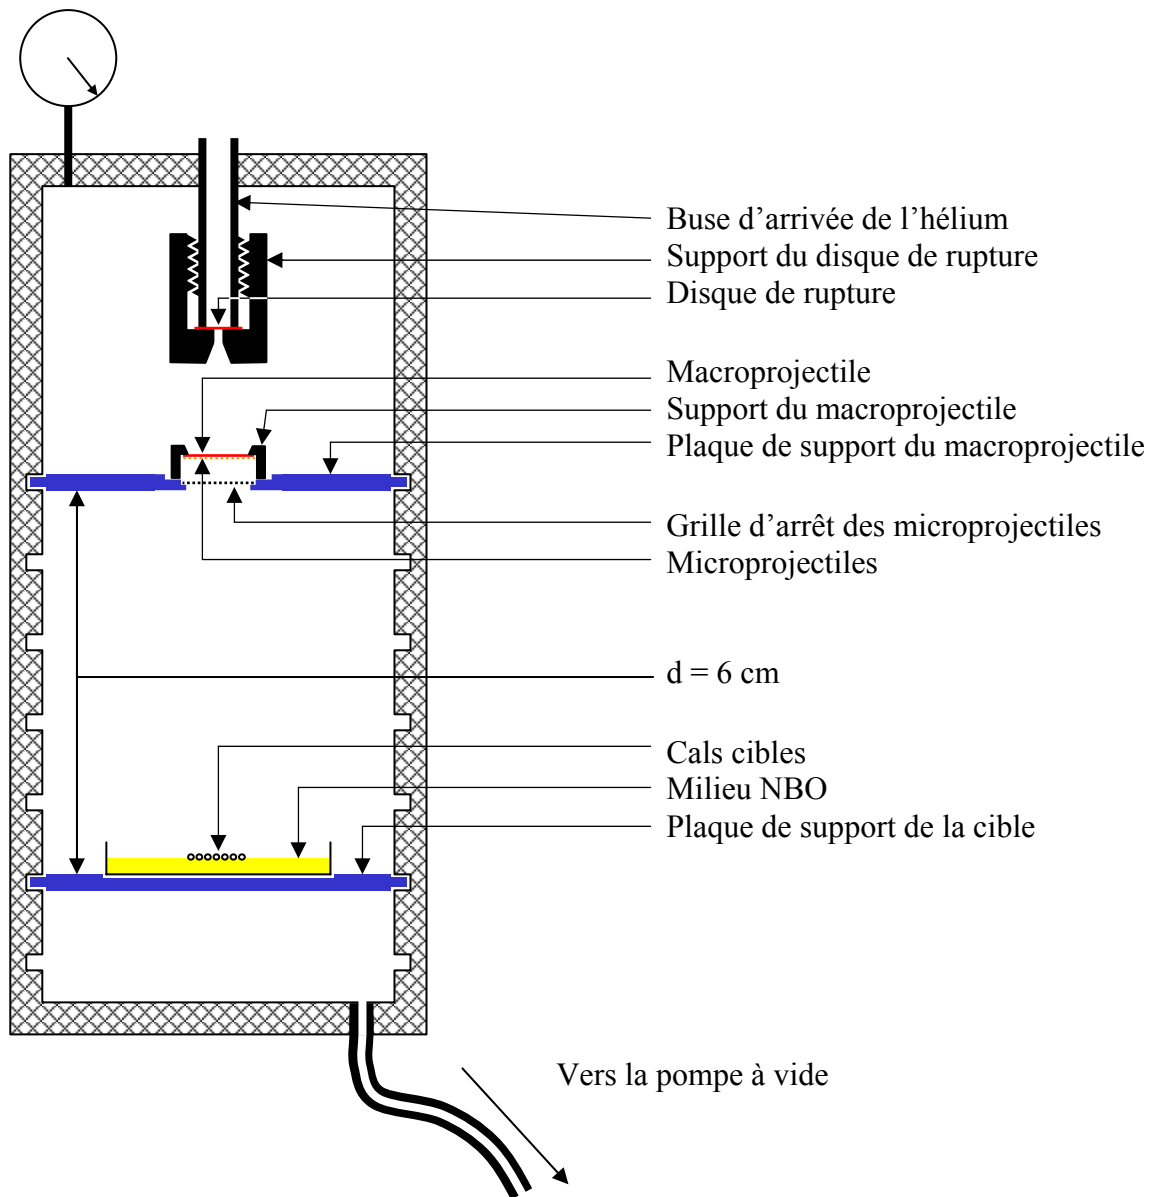 Buse d'arrivée de l'hélium
Support du disque de rupture
Disque de rupture
Macroprojectile
Support du macroprojectile
Plaque de support du macroprojectile
Grille d'arrêt des microprojectiles
Microprojectiles
d = 6 cm
Cals cibles
Milieu NBO
Plaque de support de la cible
Vers la pompe à vide